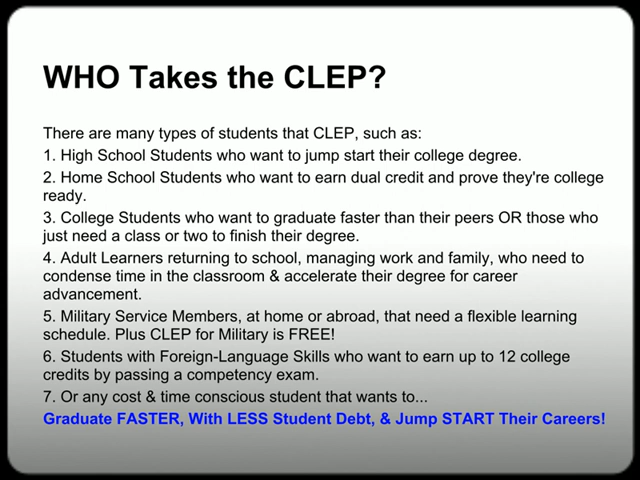 WHO Takes the CLEP?
There are many types of students that CLEP, such as:
1. High School Students who want to jump start their college degree.
2. Home School Students who want to earn dual credit and prove they're college
ready.
3. College Students who want to graduate faster than their peers OR those who
just need a class or two to finish their degree.
4. Adult Learners returning to school, managing work and family, who need to
condense time in the classroom & accelerate their degree for career
advancement.
5. Military Service Members, at home or abroad, that need a flexible learning
schedule. Plus CLEP for Military is FREE!
6. Students with Foreign-Language Skills who want to earn up to 12 college
credits by passing a competency exam.
7. Or any cost & time conscious student that wants to...
Graduate FASTER, With LESS Student Debt, & Jump START Their Careers!